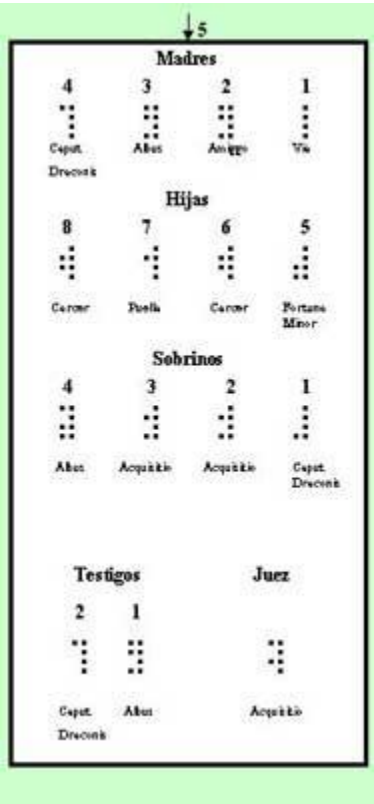 5
Madres
4 3 2 1
Caput Albus Amiggo Via
Draconis
Hijas
8 7 6 5
Carcer Puella Carcer Fortuna
Minor
Sobrinos
4 3 2 1
Albus Acquisitio Acquisitio Caput
Draconis
Testigos Juez
2 1
Caput Albus Acquisitio
Draconis